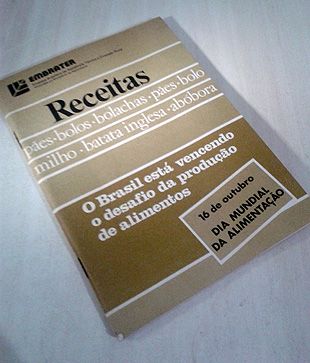 EMBRATER
Receitas
pães·bolos·bolachas·pães·bolo
milho·batata inglesa·abóbora
O Brasil está vencendo
o desafio da produção
de alimentos
16 de outubro
DIA MUNDIAL
DA ALIMENTAÇÃO